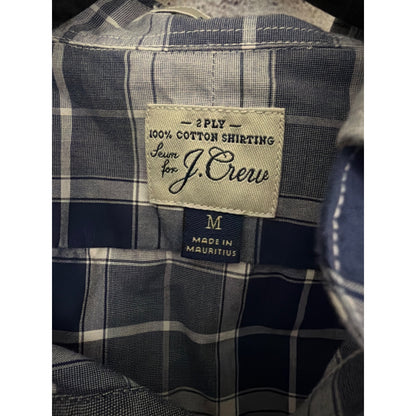 — 2 PLY —
100% COTTON SHIRTING
Sewn
for J.Crew
M
MADE IN
MAURITIUS